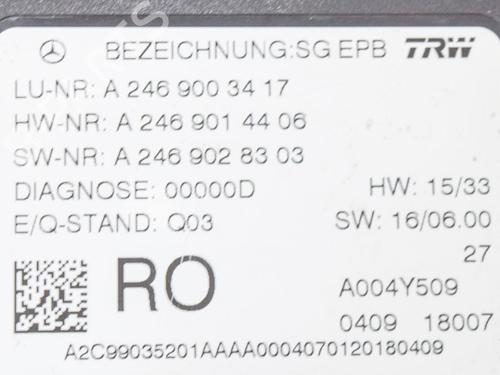 BEZEICHNUNG:SG EPB TRW
LU-NR: A 246 900 34 17
HW-NR: A 246 901 44 06
SW-NR: A 246 902 83 03
DIAGNOSE: 00000D HW: 15/33
E/Q-STAND: Q03 SW: 16/06.00
27
RO A004Y509
0409 18007
A2C99035201AAAA0004070120180409